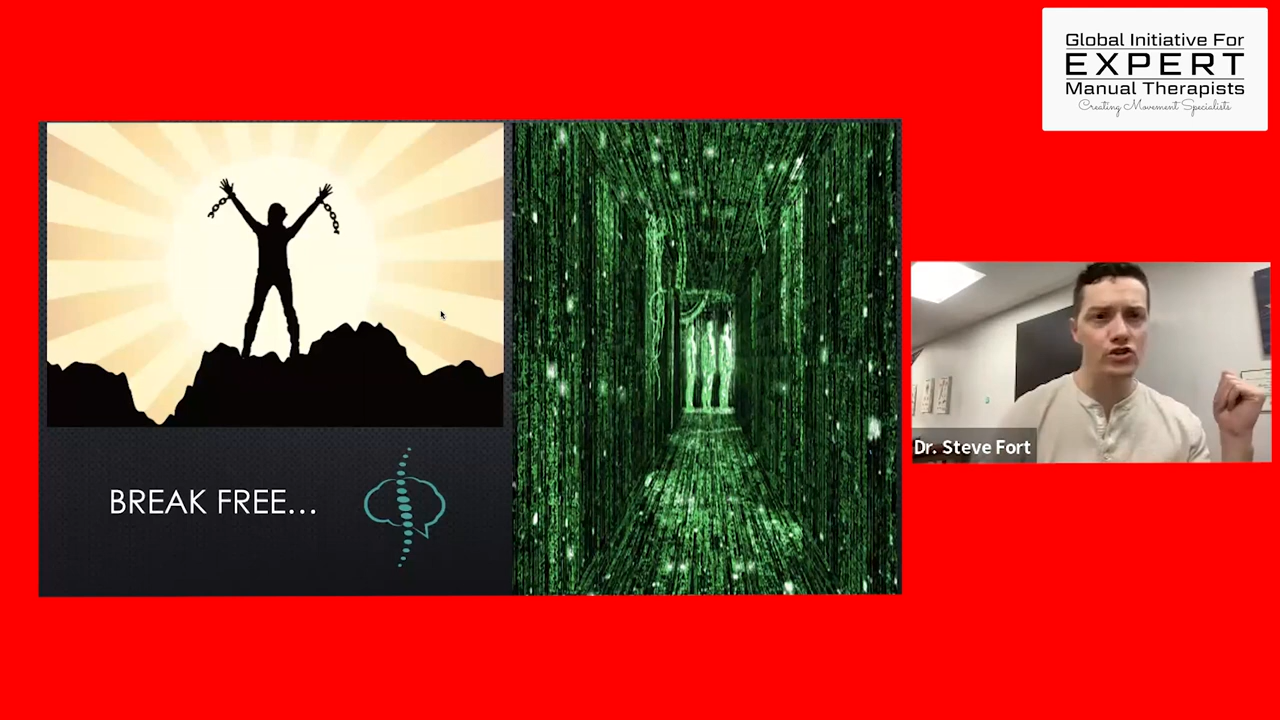 Global Initiative For
EXPERT
Manual Therapists
Creating Movement Specialists
BREAK FREE...
Dr. Steve Fort